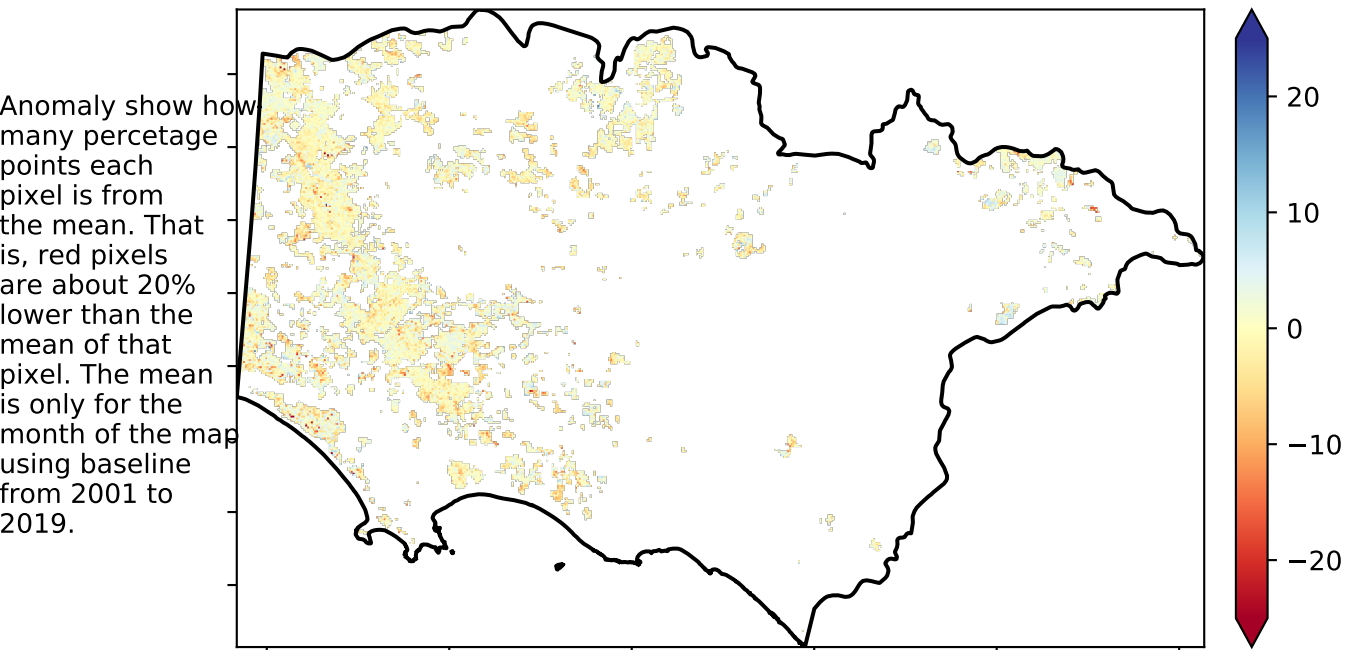 Anomaly show how
many percetage
points each
pixel is from
the mean. That
is, red pixels
are about 20%
lower than the
mean of that
pixel. The mean
is only for the
month of the map
using baseline
from 2001 to
2019.
20
10
0
−10
−20